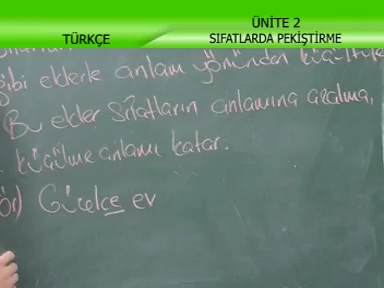 ÜNİTE 2
TÜRKÇE
SIFATLARDA PEKİŞTİRME
gibi eklerle anlam yönünden
Bu ekler sıfatların anlamına azalma,
küçülme anlamı katar.
ör) Güzelce ev